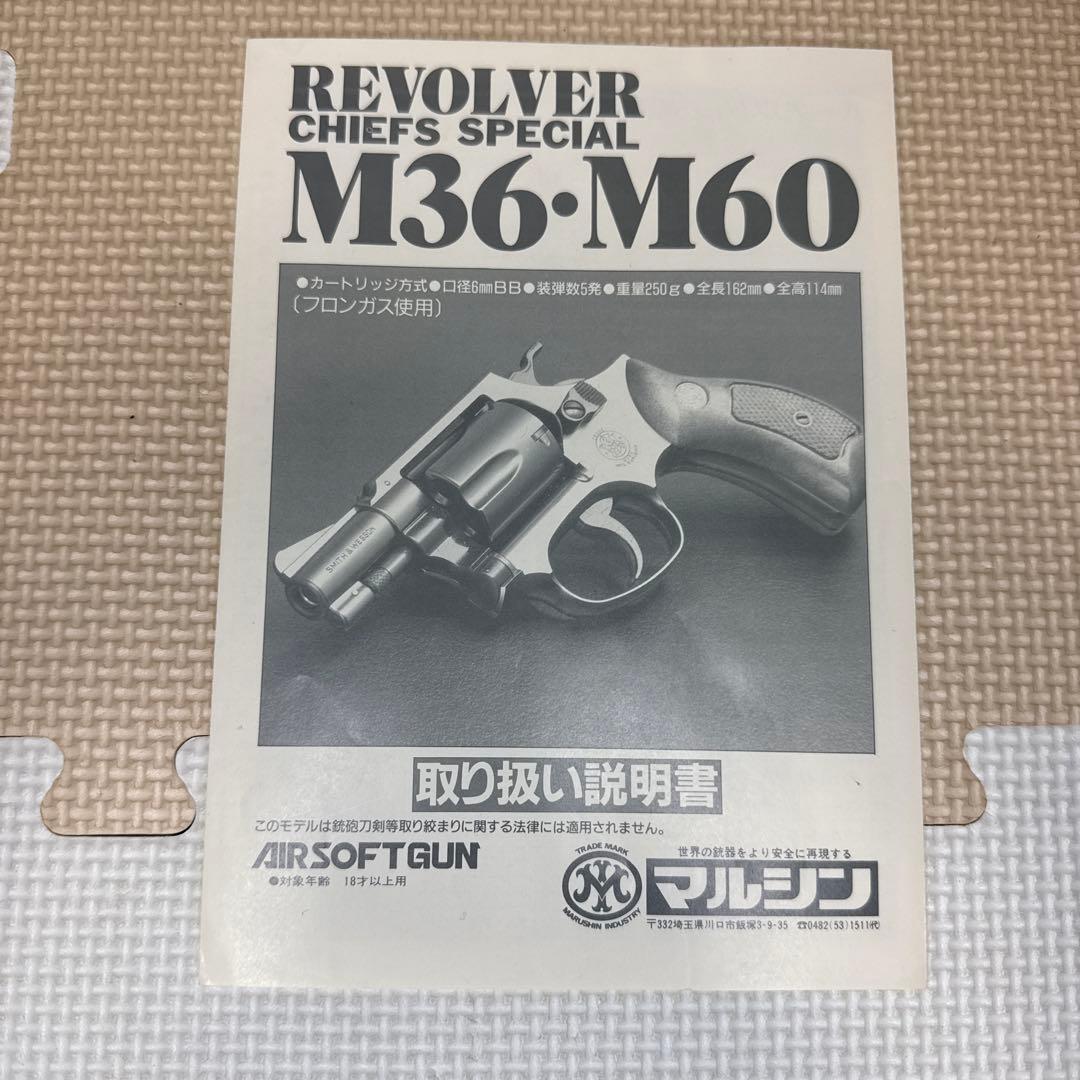 REVOLVER
CHIEFS SPECIAL
M36・M60
●カートリッジ方式●口径6mmBB●装弾数5発●重量250g●全長162mm●全高114mm
〔フロンガス使用〕
SMITH & WESSON
取り扱い説明書
このモデルは銃砲刀剣等取り絞まりに関する法律には適用されません。
AIRSOFTGUN
●対象年齢 18才以上用
TRADE MARK
MARUSHIN INDUSTRY
世界の銃器をより安全に再現する
マルシン
〒332埼玉県川口市飯塚3-9-35 ☎0482(53)1511㈹